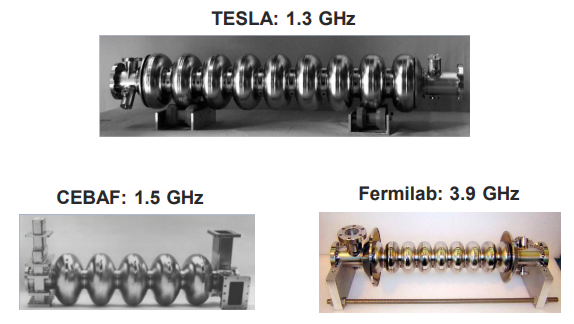 TESLA: 1.3 GHz
CEBAF: 1.5 GHz
Fermilab: 3.9 GHz